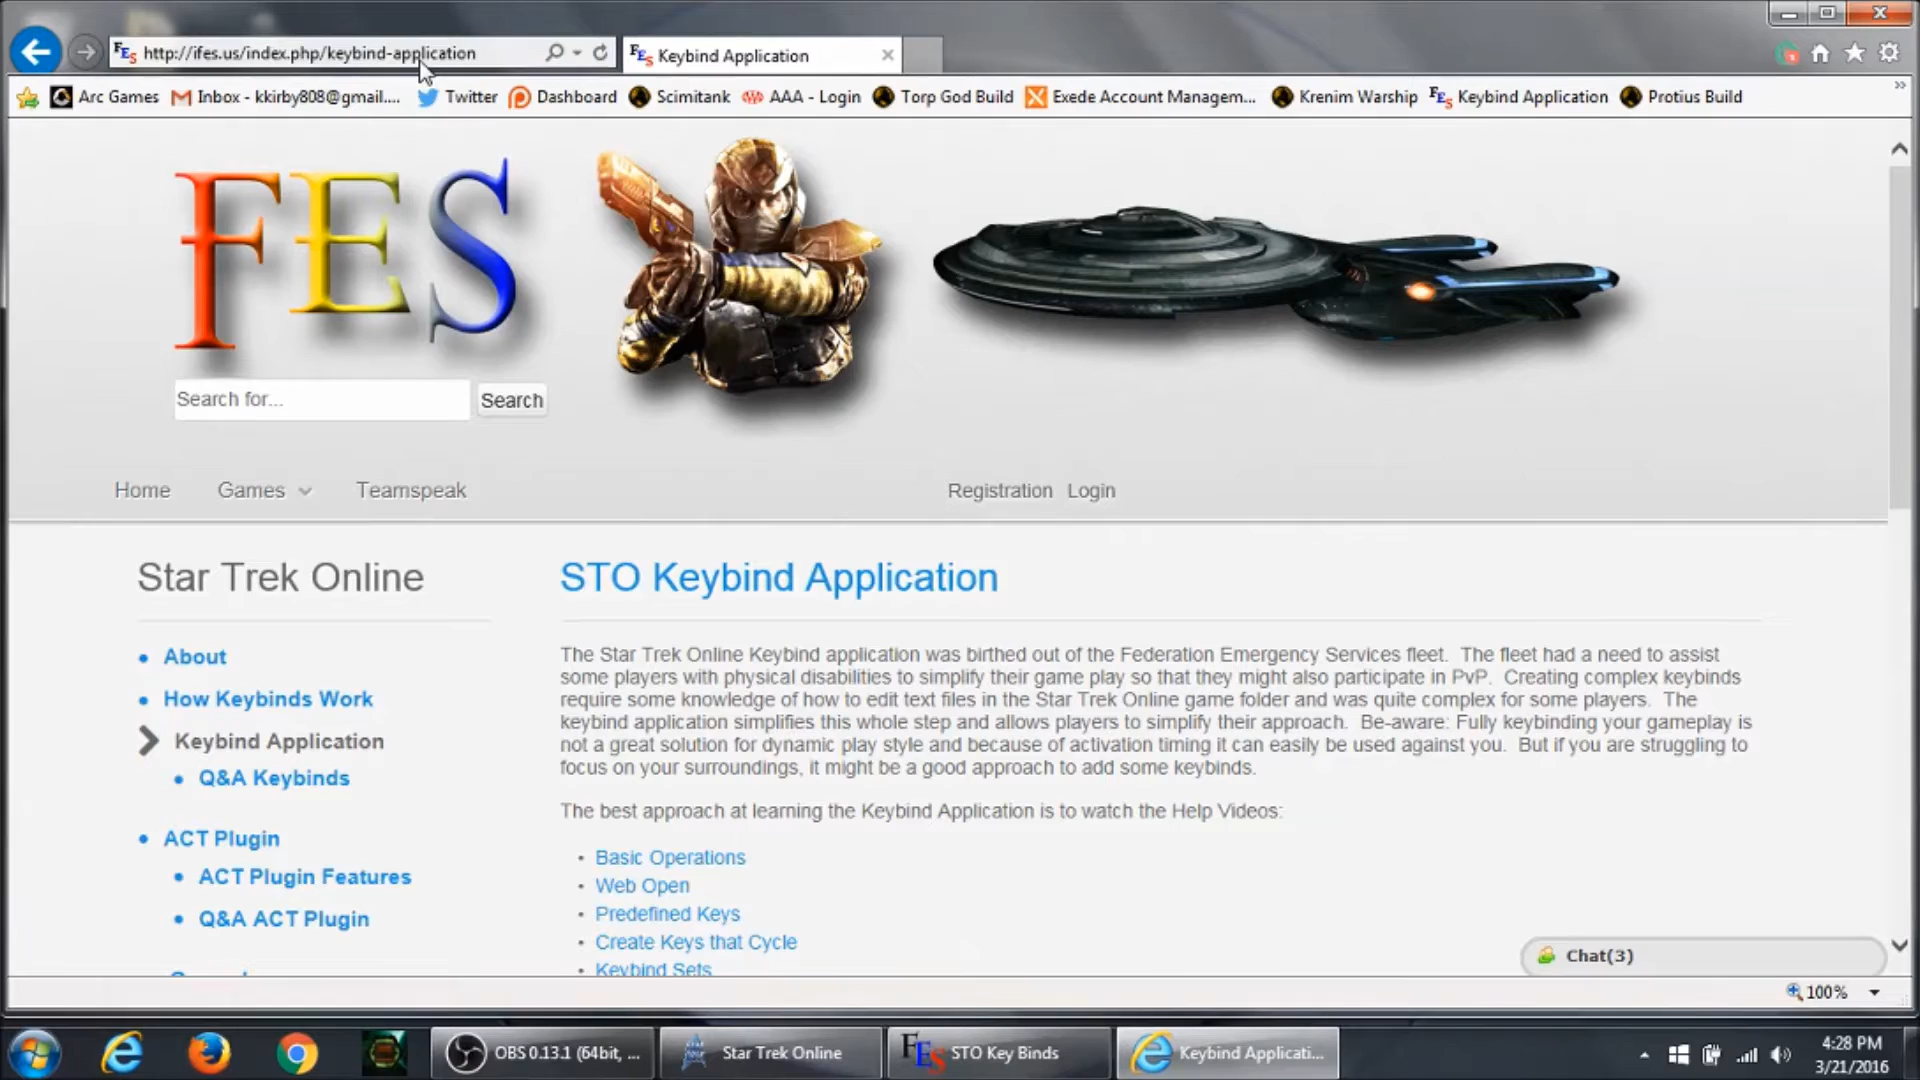 http://ifes.us/index.php/keybind-application
Keybind Application
Arc Games
Inbox - kkirby808@gmail....
Twitter
Dashboard
Scimitank
AAA - Login
Torp God Build
Exede Account Managem...
Krenim Warship
Keybind Application
Protius Build
FES
Search for...
Search
Home
Games
Teamspeak
Registration
Login
Star Trek Online
About
How Keybinds Work
Keybind Application
Q&A Keybinds
ACT Plugin
ACT Plugin Features
Q&A ACT Plugin
STO Keybind Application
The Star Trek Online Keybind application was birthed out of the Federation Emergency Services fleet. The fleet had a need to assist
some players with physical disabilities to simplify their game play so that they might also participate in PvP. Creating complex keybinds
require some knowledge of how to edit text files in the Star Trek Online game folder and was quite complex for some players. The
keybind application simplifies this whole step and allows players to simplify their approach. Be-aware: Fully keybinding your gameplay is
not a great solution for dynamic play style and because of activation timing it can easily be used against you. But if you are struggling to
focus on your surroundings, it might be a good approach to add some keybinds.
The best approach at learning the Keybind Application is to watch the Help Videos:
Basic Operations
Web Open
Predefined Keys
Create Keys that Cycle
Keybind Sets
Chat(3)
100%
OBS 0.13.1 (64bit, ...
Star Trek Online
FES
STO Key Binds
Keybind Applicati...
4:28 PM
3/21/2016